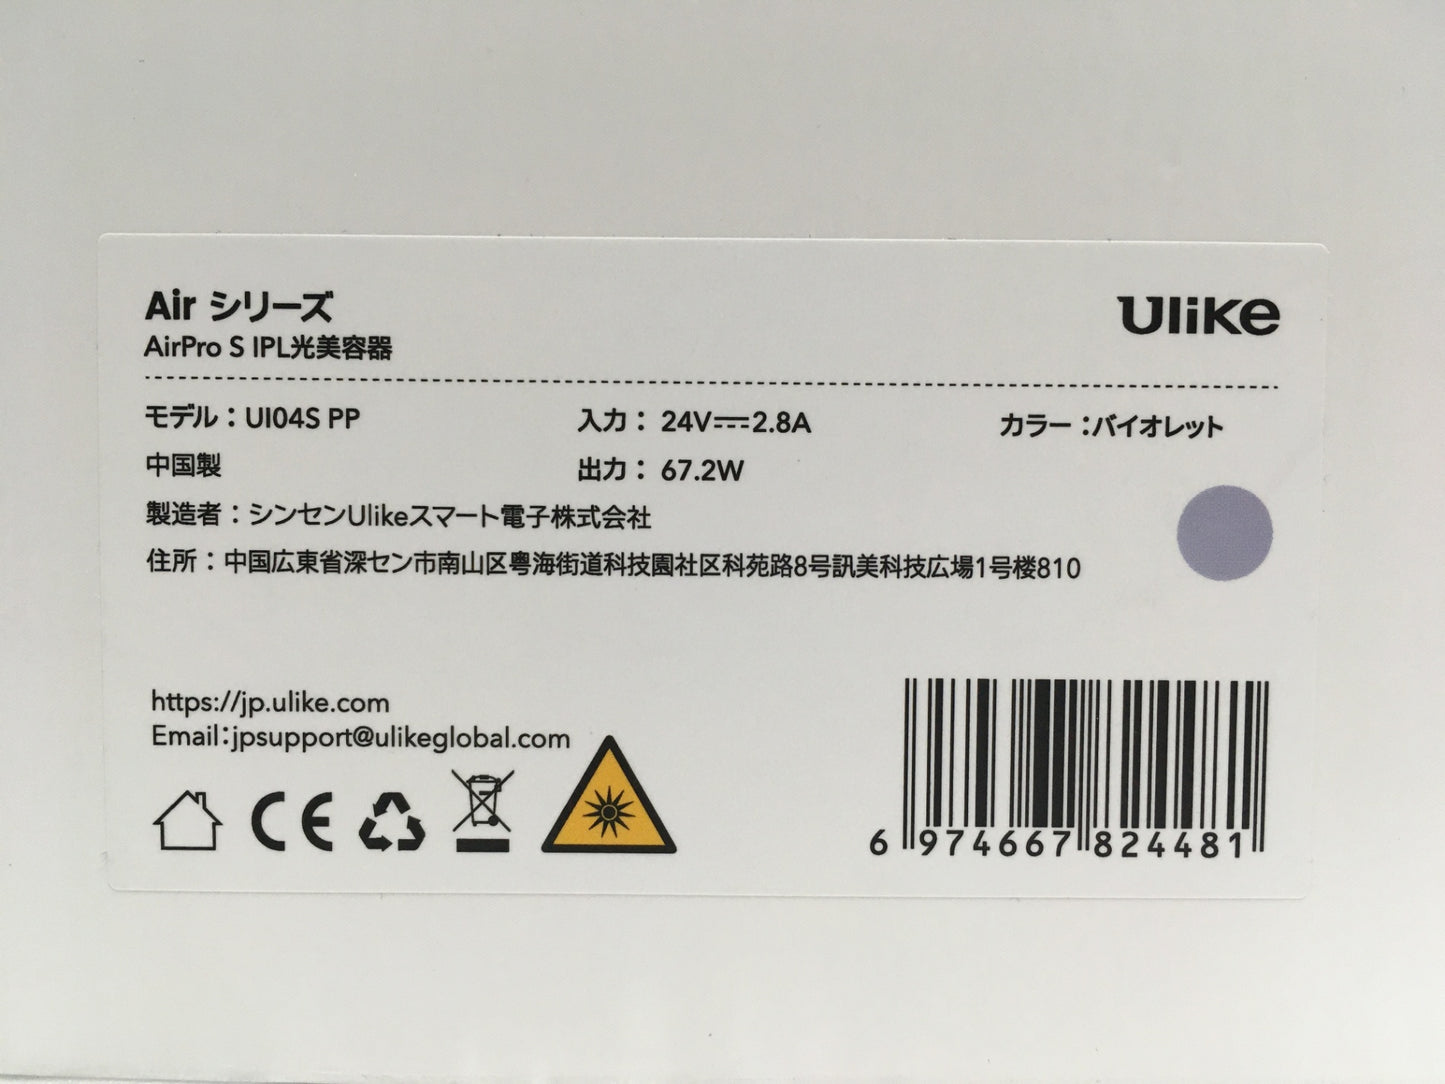 Air シリーズ
Ulike
AirPro S IPL光美容器
モデル：UI04S PP
入力： 24V⎓2.8A
カラー：バイオレット
中国製
出力： 67.2W
製造者：シンセンUlikeスマート電子株式会社
住所：中国広東省深セン市南山区粤海街道科技園社区科苑路8号訊美科技広場1号楼810
https://jp.ulike.com
Email:jpsupport@ulikeglobal.com
CE
6 974667 824481